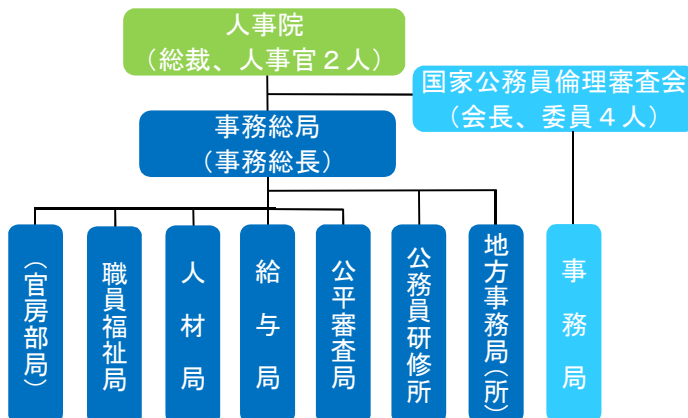 人事院
（総裁、人事官２人）
国家公務員倫理審査会
（会長、委員４人）
事務総局
（事務総長）
（官房部局）
職員福祉局
人材局
給与局
公平審査局
公務員研修所
地方事務局（所）
事務局